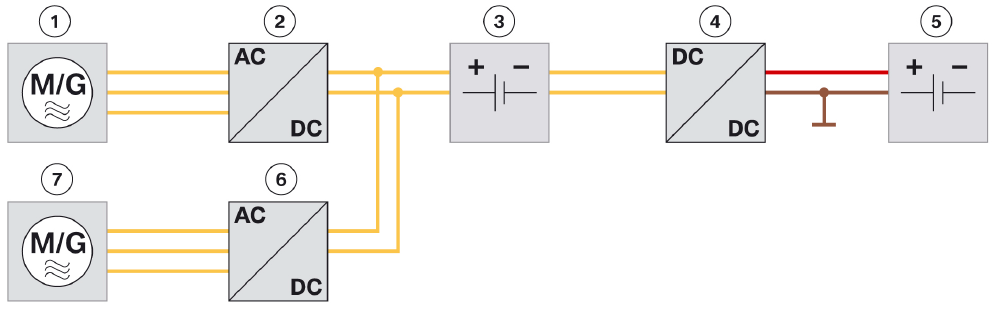 1 2 3 4 5
M/G AC DC + − DC DC + −
7 6
M/G AC DC